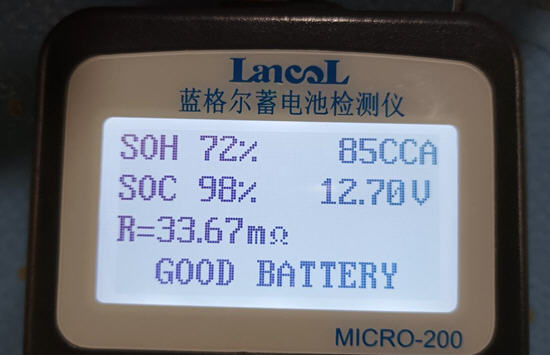 LancoL
蓝格尔蓄电池检测仪
SOH 72% 85CCA
SOC 98% 12.70V
R=33.67mΩ
GOOD BATTERY
MICRO-200